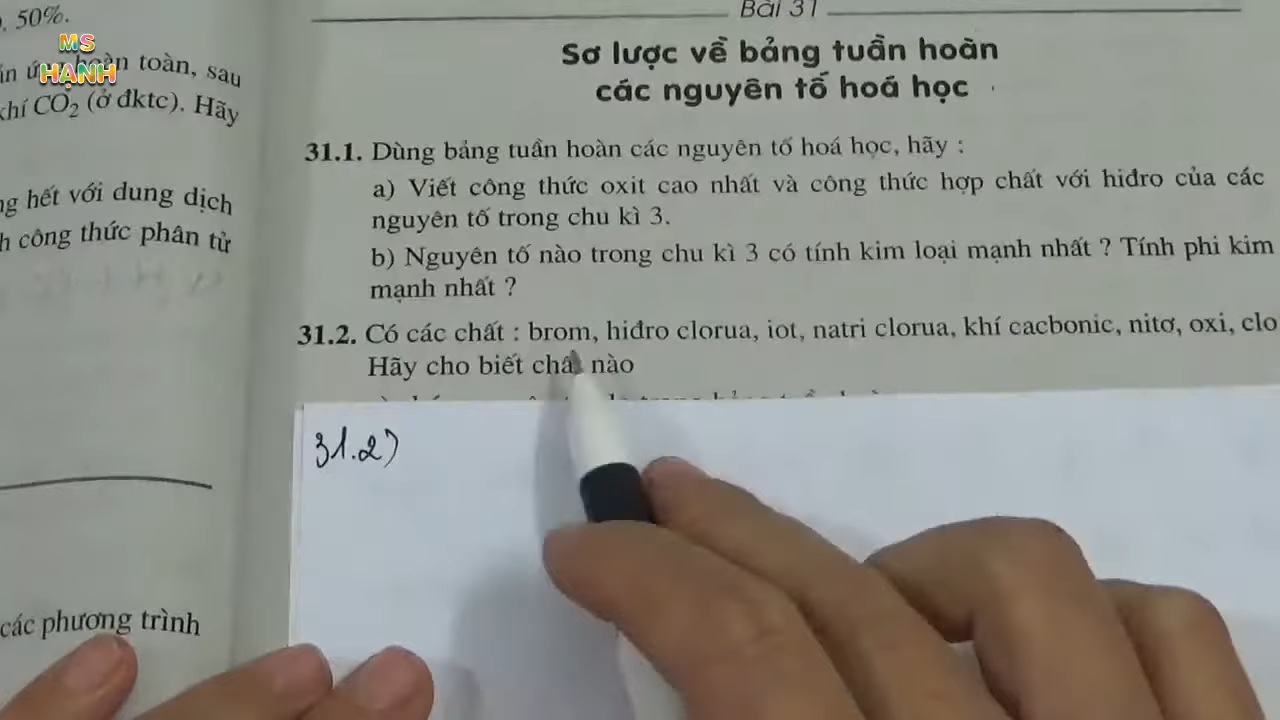 50%.
MS
HẠNH
hoàn toàn, sau
khí CO₂ (ở đktc). Hãy
hết với dung dịch
công thức phân tử
các phương trình
Bài 31
Sơ lược về bảng tuần hoàn
các nguyên tố hoá học
31.1. Dùng bảng tuần hoàn các nguyên tố hoá học, hãy :
a) Viết công thức oxit cao nhất và công thức hợp chất với hiđro của các
nguyên tố trong chu kì 3.
b) Nguyên tố nào trong chu kì 3 có tính kim loại mạnh nhất ? Tính phi kim
mạnh nhất ?
31.2. Có các chất : brom, hiđro clorua, iot, natri clorua, khí cacbonic, nitơ, oxi, clo
Hãy cho biết chất nào
31.2)